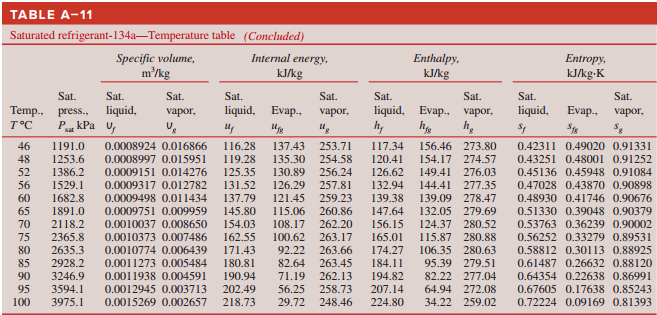 TABLE A–11
Saturated refrigerant-134a—Temperature table (Concluded)
Specific volume, Internal energy, Enthalpy, Entropy,
m³/kg kJ/kg kJ/kg kJ/kg·K
Sat. Sat. Sat. Sat. Sat. Sat. Sat. Sat. Sat.
Temp., press., liquid, vapor, liquid, Evap., vapor, liquid, Evap., vapor, liquid, Evap., vapor,
T °C Psat kPa υf υg uf ufg ug hf hfg hg sf sfg sg
46 1191.0 0.0008924 0.016866 116.28 137.43 253.71 117.34 156.46 273.80 0.42311 0.49020 0.91331
48 1253.6 0.0008997 0.015951 119.28 135.30 254.58 120.41 154.17 274.57 0.43251 0.48001 0.91252
52 1386.2 0.0009151 0.014276 125.35 130.89 256.24 126.62 149.41 276.03 0.45136 0.45948 0.91084
56 1529.1 0.0009317 0.012782 131.52 126.29 257.81 132.94 144.41 277.35 0.47028 0.43870 0.90898
60 1682.8 0.0009498 0.011434 137.79 121.45 259.23 139.38 139.09 278.47 0.48930 0.41746 0.90676
65 1891.0 0.0009751 0.009959 145.80 115.06 260.86 147.64 132.05 279.69 0.51330 0.39048 0.90379
70 2118.2 0.0010037 0.008650 154.03 108.17 262.20 156.15 124.37 280.52 0.53763 0.36239 0.90002
75 2365.8 0.0010373 0.007486 162.55 100.62 263.17 165.01 115.87 280.88 0.56252 0.33279 0.89531
80 2635.3 0.0010774 0.006439 171.43 92.22 263.66 174.27 106.35 280.63 0.58812 0.30113 0.88925
85 2928.2 0.0011273 0.005484 180.81 82.64 263.45 184.11 95.39 279.51 0.61487 0.26632 0.88120
90 3246.9 0.0011938 0.004591 190.94 71.19 262.13 194.82 82.22 277.04 0.64354 0.22638 0.86991
95 3594.1 0.0012945 0.003713 202.49 56.25 258.73 207.14 64.94 272.08 0.67605 0.17638 0.85243
100 3975.1 0.0015269 0.002657 218.73 29.72 248.46 224.80 34.22 259.02 0.72224 0.09169 0.81393